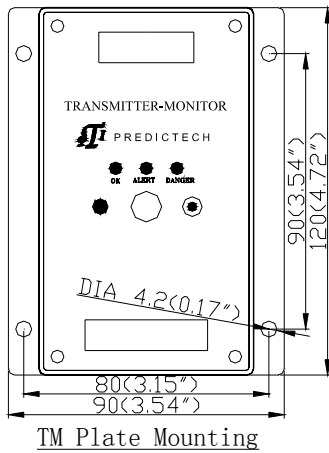 TRANSMITTER-MONITOR
STi PREDICTECH
OK ALERT DANGER
DIA 4.2(0.17″)
90(3.54″)
120(4.72″)
80(3.15″)
90(3.54″)
TM Plate Mounting